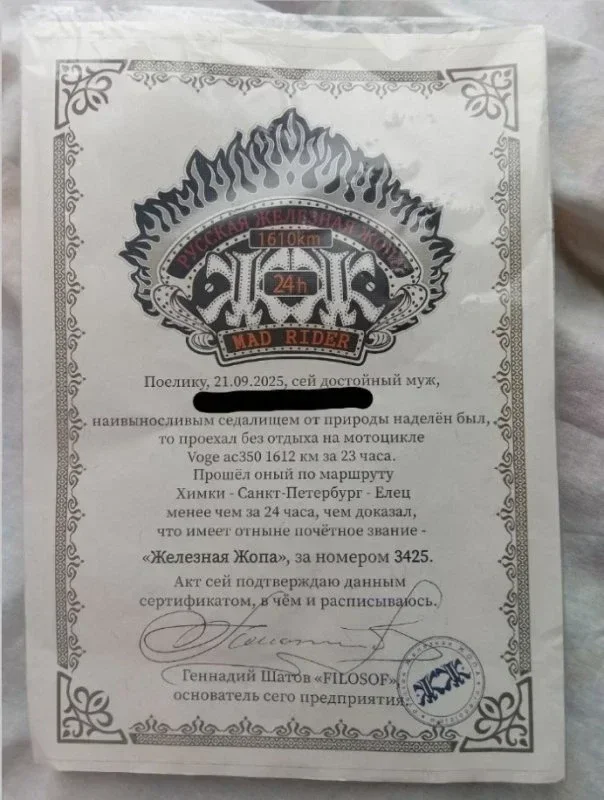 РУССКАЯ ЖЕЛЕЗНАЯ ЖОПА
1610km
ЖЖ
24h
MAD RIDER
Поелику, 21.09.2025, сей достойный муж,
наивыносливым седалищем от природы наделён был,
то проехал без отдыха на мотоцикле
Voge ac350 1612 км за 23 часа.
Прошёл оный по маршруту
Химки - Санкт-Петербург - Елец
менее чем за 24 часа, чем доказал,
что имеет отныне почётное звание -
«Железная Жопа», за номером 3425.
Акт сей подтверждаю данным
сертификатом, в чём и расписываюсь.
Геннадий Шатов «FILOSOF»,
основатель сего предприятия.
ЖЖ